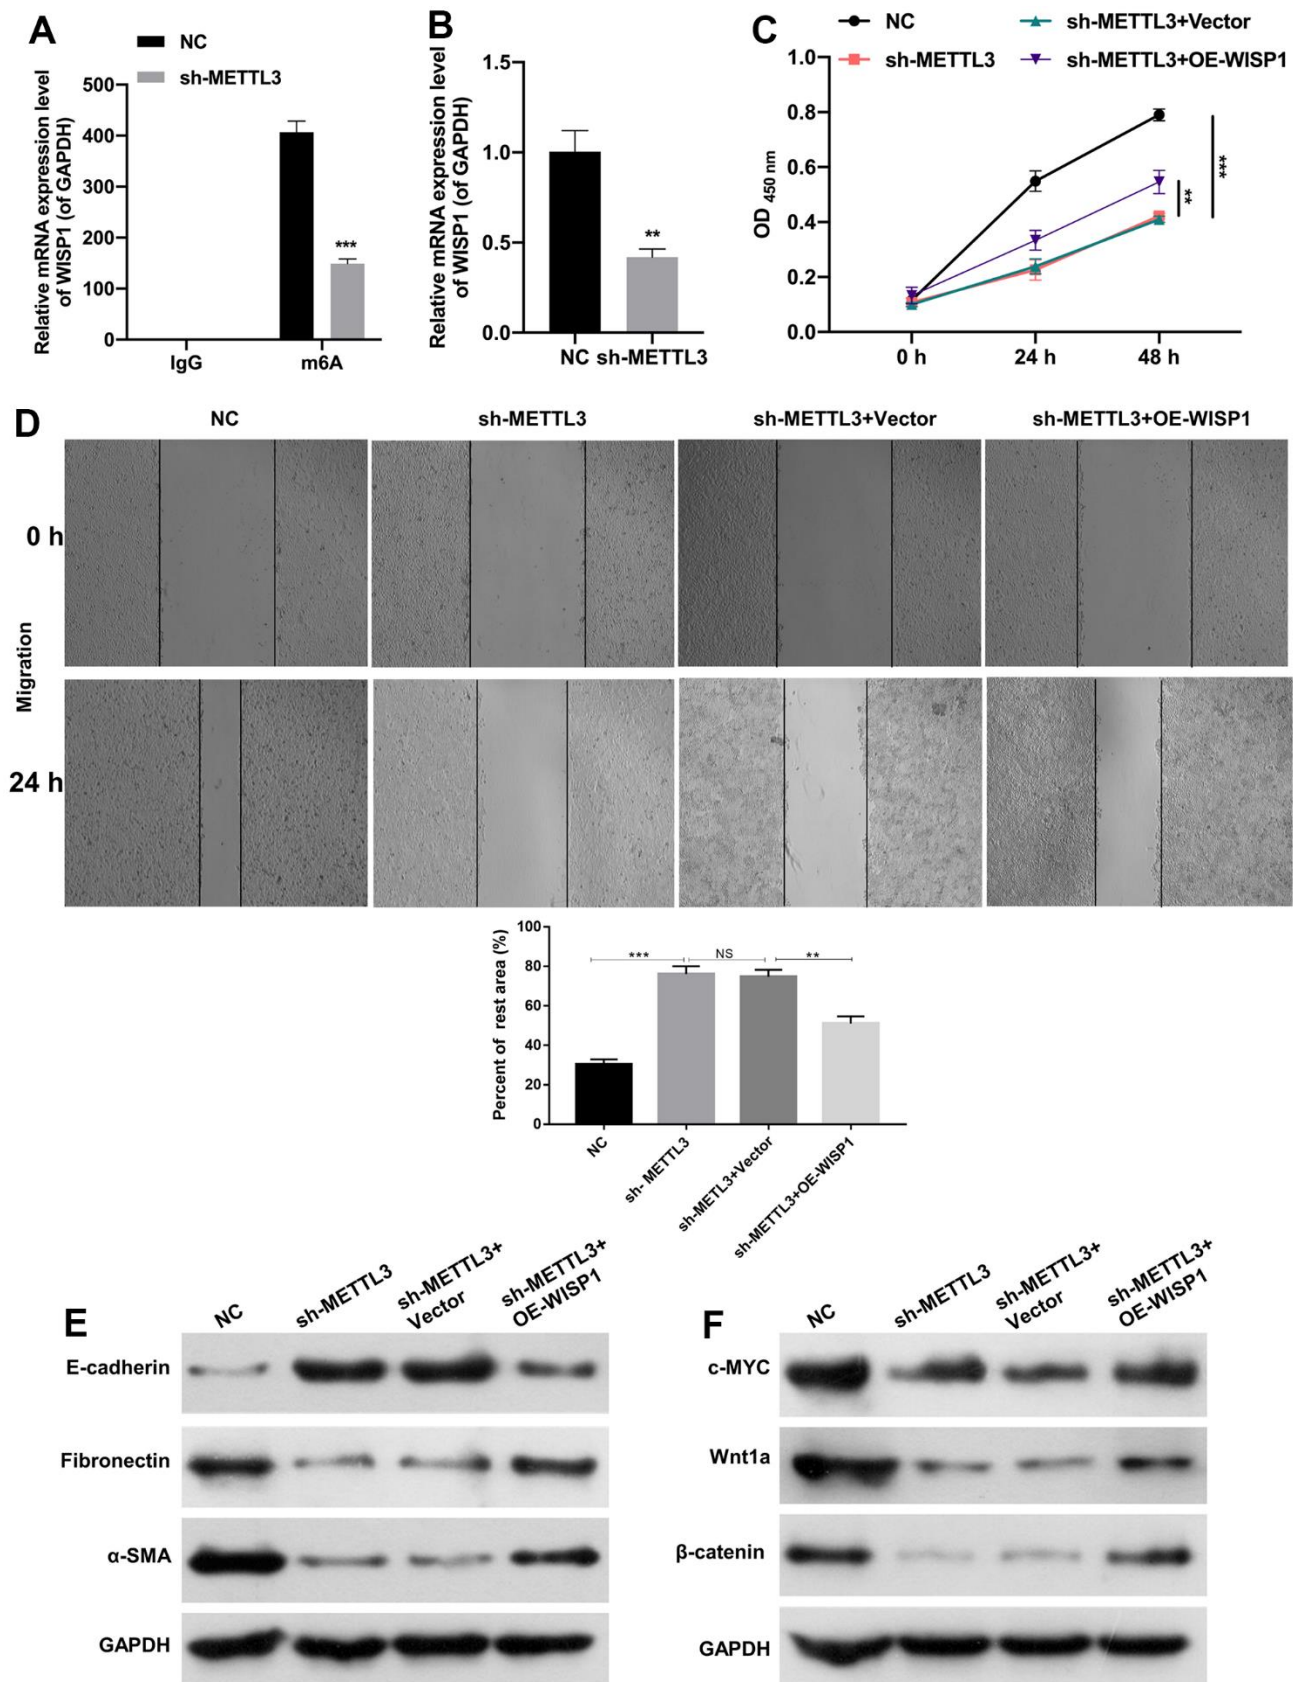 A
NC
sh-METTL3
Relative mRNA expression level
of WISP1 (of GAPDH)
500
400
300
200
100
0
***
IgG
m6A
B
Relative mRNA expression level
of WISP1 (of GAPDH)
1.5
1.0
0.5
0.0
**
NC
sh-METTL3
C
NC
sh-METTL3
sh-METTL3+Vector
sh-METTL3+OE-WISP1
OD 450 nm
1.0
0.8
0.6
0.4
0.2
0.0
**
***
0 h
24 h
48 h
D
NC
sh-METTL3
sh-METTL3+Vector
sh-METTL3+OE-WISP1
Migration
0 h
24 h
Percent of rest area (%)
100
80
60
40
20
0
***
NS
**
NC
sh- METTL3
sh-METL3+Vector
sh-METTL3+OE-WISP1
E
NC
sh-METTL3
sh-METTL3+
Vector
sh-METTL3+
OE-WISP1
E-cadherin
Fibronectin
α-SMA
GAPDH
F
NC
sh-METTL3
sh-METTL3+
Vector
sh-METTL3+
OE-WISP1
c-MYC
Wnt1a
β-catenin
GAPDH